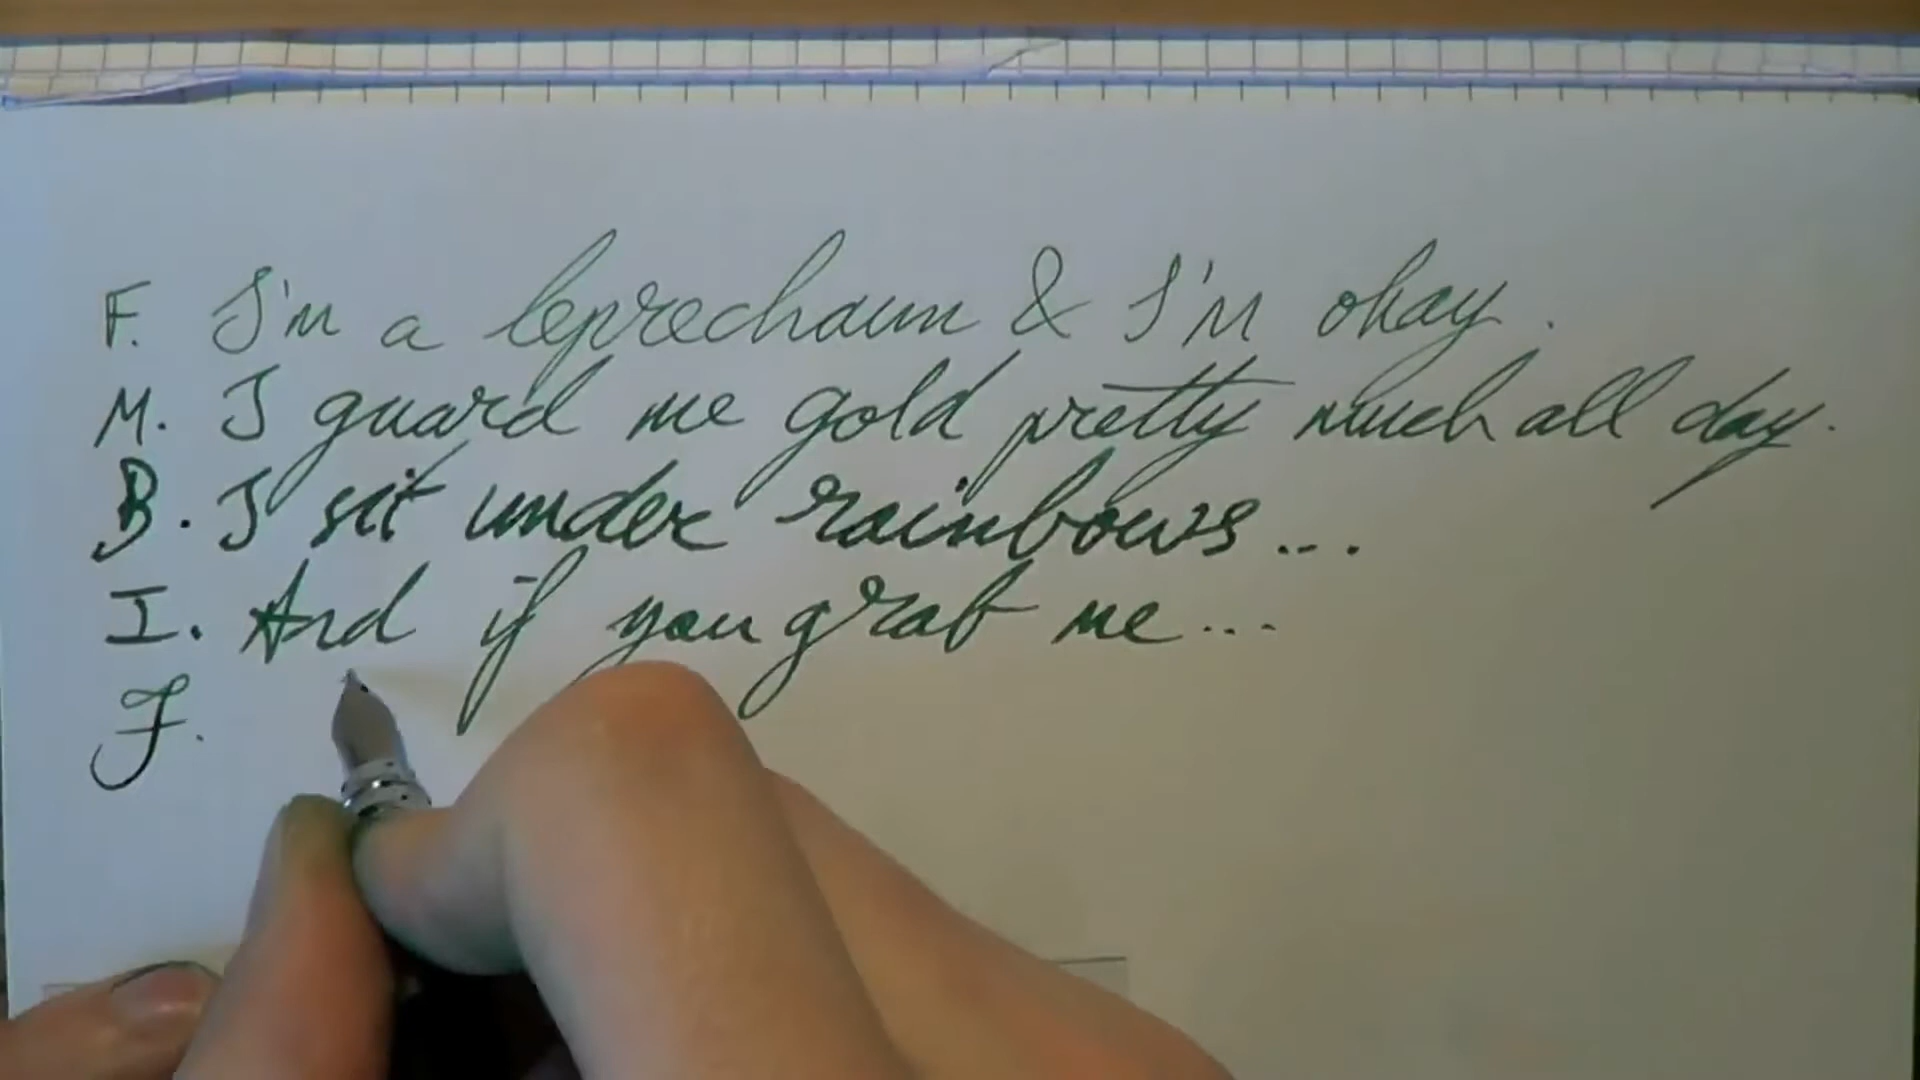 F. I'm a leprechaun & I'm okay.
M. I guard me gold pretty much all day.
B. I sit under rainbows...
I. And if you grab me...
F.